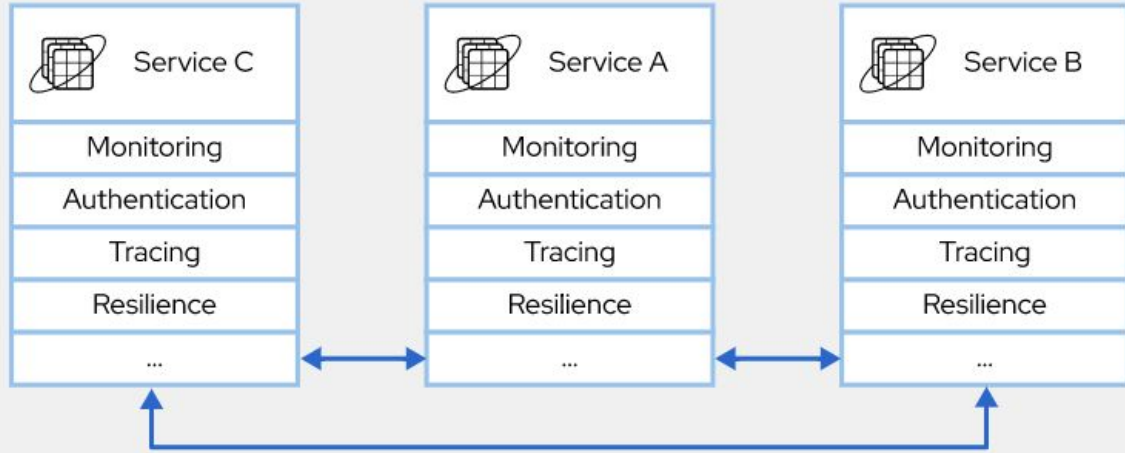 Service C
Monitoring
Authentication
Tracing
Resilience
...
Service A
Monitoring
Authentication
Tracing
Resilience
...
Service B
Monitoring
Authentication
Tracing
Resilience
...